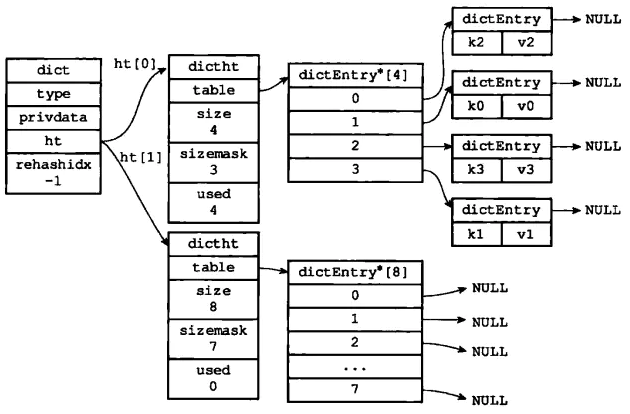 dict
type
privdata
ht
rehashidx
-1
ht[0]
ht[1]
dictht
table
size
4
sizemask
3
used
4
dictEntry*[4]
0
1
2
3
dictEntry
k2 v2
NULL
dictEntry
k0 v0
NULL
dictEntry
k3 v3
NULL
dictEntry
k1 v1
NULL
dictht
table
size
8
sizemask
7
used
0
dictEntry*[8]
0
1
2
...
7
NULL
NULL
NULL
NULL